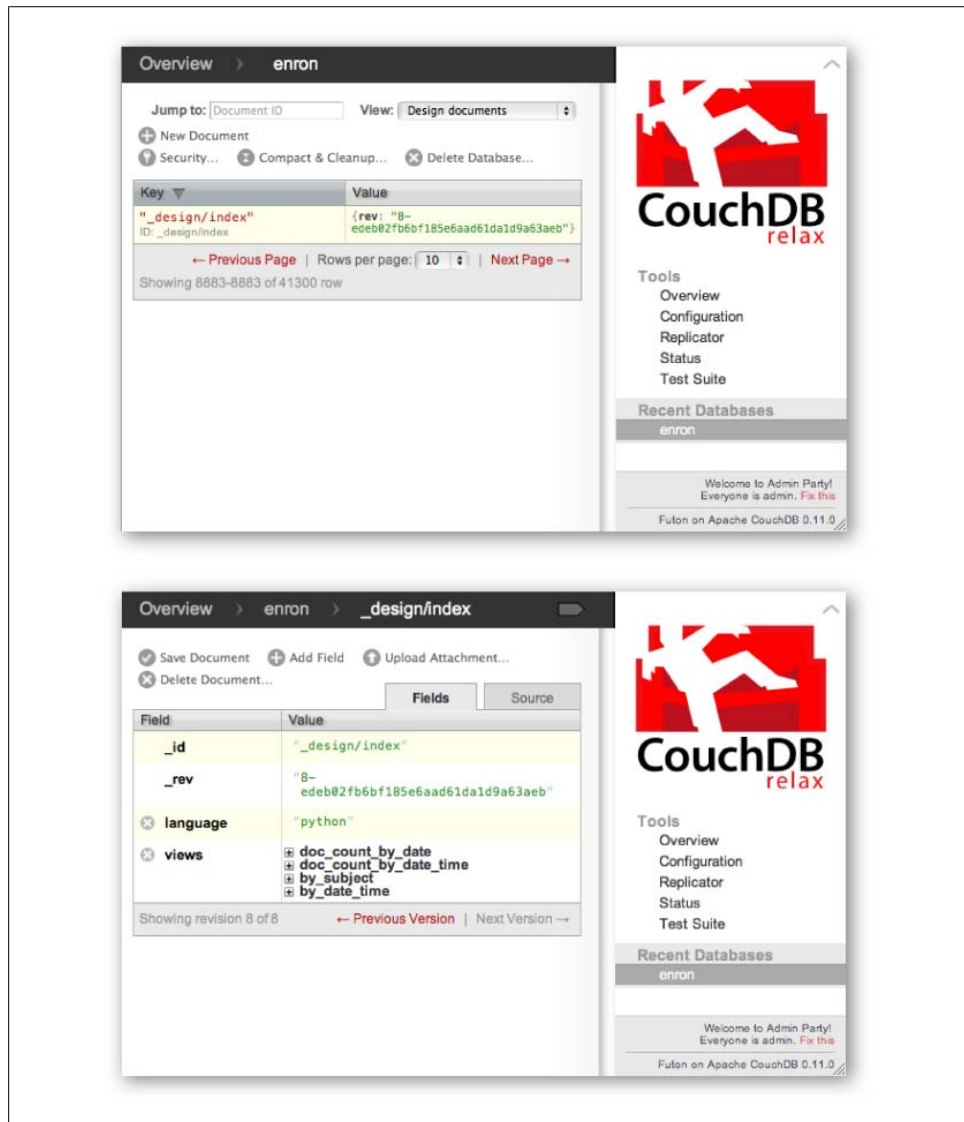 Overview > enron
Jump to: Document ID View: Design documents
New Document
Security... Compact & Cleanup... Delete Database...
Key Value
"_design/index" {rev: "8-
ID: _design/index edeb02fb6bf185e6aad61da1d9a63aeb"}
← Previous Page | Rows per page: 10 | Next Page →
Showing 8883-8883 of 41300 row
CouchDB
relax
Tools
Overview
Configuration
Replicator
Status
Test Suite
Recent Databases
enron
Welcome to Admin Party!
Everyone is admin. Fix this
Futon on Apache CouchDB 0.11.0
Overview > enron > _design/index
Save Document Add Field Upload Attachment...
Delete Document...
Fields Source
Field Value
_id "_design/index"
_rev "8-
edeb02fb6bf185e6aad61da1d9a63aeb"
language "python"
views doc_count_by_date
doc_count_by_date_time
by_subject
by_date_time
Showing revision 8 of 8 ← Previous Version | Next Version →
CouchDB
relax
Tools
Overview
Configuration
Replicator
Status
Test Suite
Recent Databases
enron
Welcome to Admin Party!
Everyone is admin. Fix this
Futon on Apache CouchDB 0.11.0